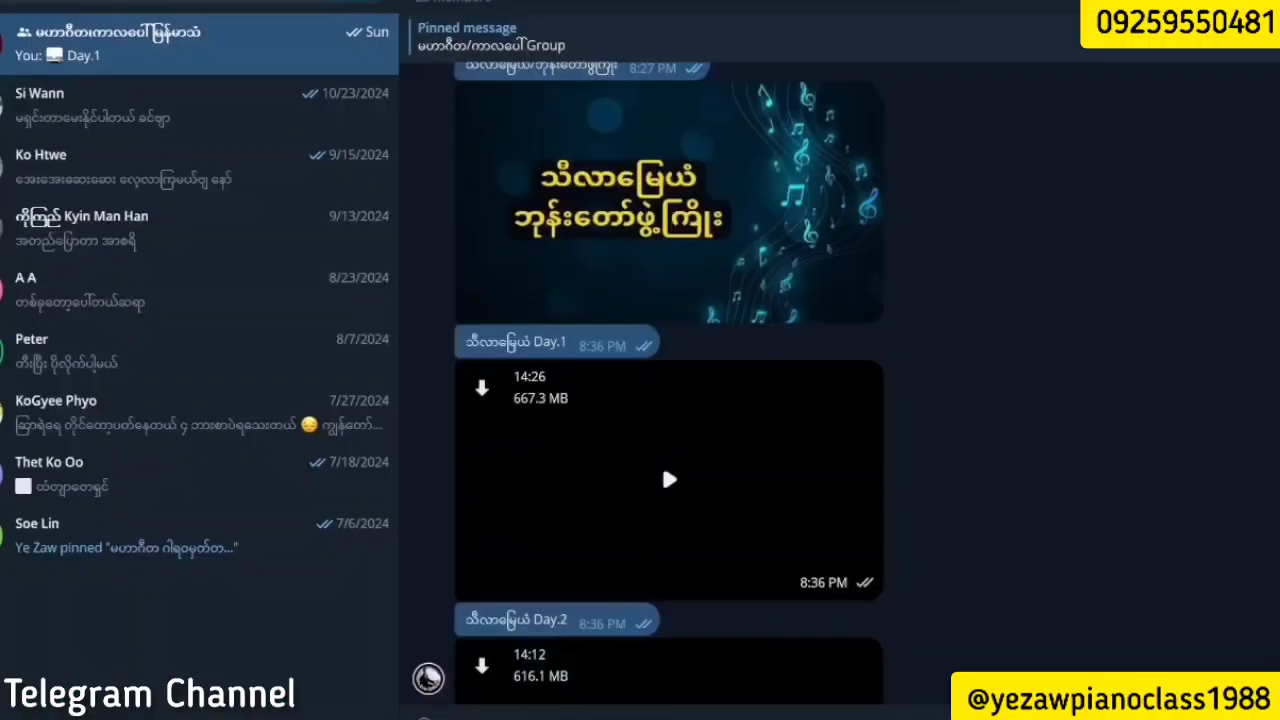 09259550481
မဟာဂီတ၊ကာလပေါ် မြန်မာသံ
Sun
You: Day.1
Si Wann
10/23/2024
မရှင်းတာမေးနိုင်ပါတယ် ခင်ဗျာ
Ko Htwe
9/15/2024
အေးအေးဆေးဆေး လေ့လာကြမယ်ဗျ နော်
ကိုကြည် Kyin Man Han
9/13/2024
အတည်ပြောတာ အာစရိ
A A
8/23/2024
တစ်ခုတော့ပေါ်တယ်ဆရာ
Peter
8/7/2024
တီးပြီး ပို့လိုက်ပါ့မယ်
KoGyee Phyo
7/27/2024
ဩာရဲရေ တိုင်တော့ပတ်နေတယ် ၄ ဘားစာပဲရသေးတယ် 😔 ကျွန်တော်...
Thet Ko Oo
7/18/2024
ထံတျာတေရှင်
Soe Lin
7/6/2024
Ye Zaw pinned "မဟာဂီတ ဂါရဝမှတ်တ..."
Telegram Channel
Pinned message
မဟာဂီတ/ကာလပေါ် Group
သီလာမြေယံ/ဘုန်းတော်ဖွဲ့ကြိုး 8:27 PM
သီလာမြေယံ
ဘုန်းတော်ဖွဲ့ကြိုး
သီလာမြေယံ Day.1 8:36 PM
14:26
667.3 MB
8:36 PM
သီလာမြေယံ Day.2 8:36 PM
14:12
616.1 MB
@yezawpianoclass1988